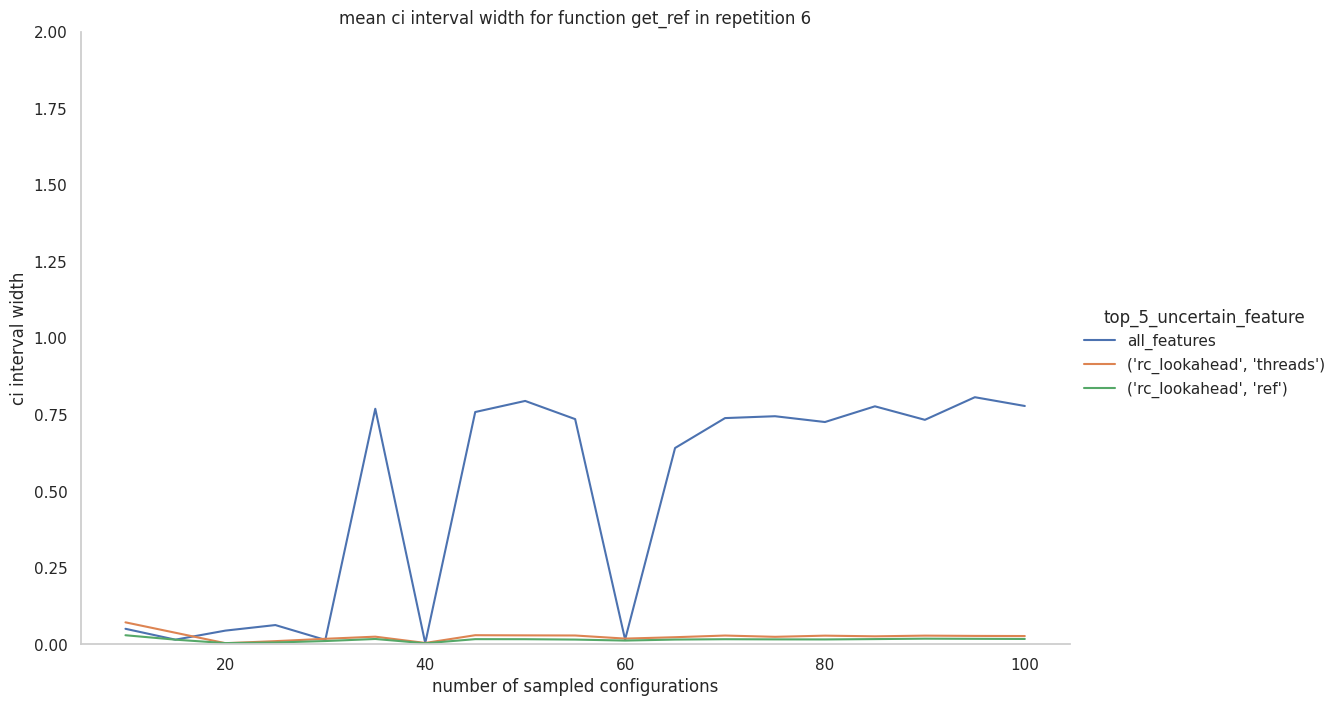 mean ci interval width for function get_ref in repetition 6
2.00
1.75
1.50
1.25
1.00
0.75
0.50
0.25
0.00
ci interval width
20
40
60
80
100
number of sampled configurations
top_5_uncertain_feature
all_features
('rc_lookahead', 'threads')
('rc_lookahead', 'ref')